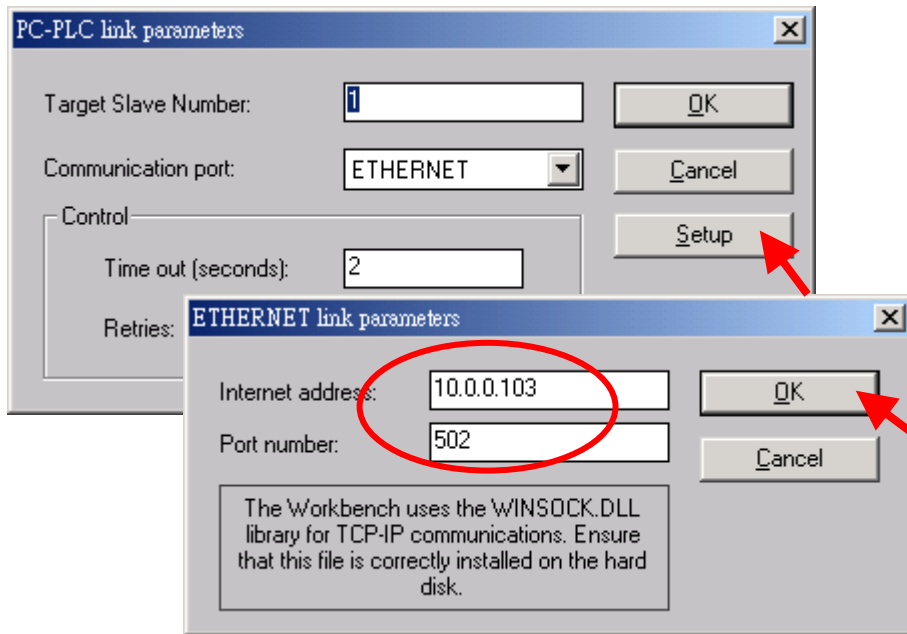 PC-PLC link parameters
Target Slave Number:
1
OK
Communication port:
ETHERNET
Cancel
Control
Setup
Time out (seconds):
2
Retries:
ETHERNET link parameters
Internet address:
10.0.0.103
OK
Port number:
502
Cancel
The Workbench uses the WINSOCK.DLL
library for TCP-IP communications. Ensure
that this file is correctly installed on the hard
disk.